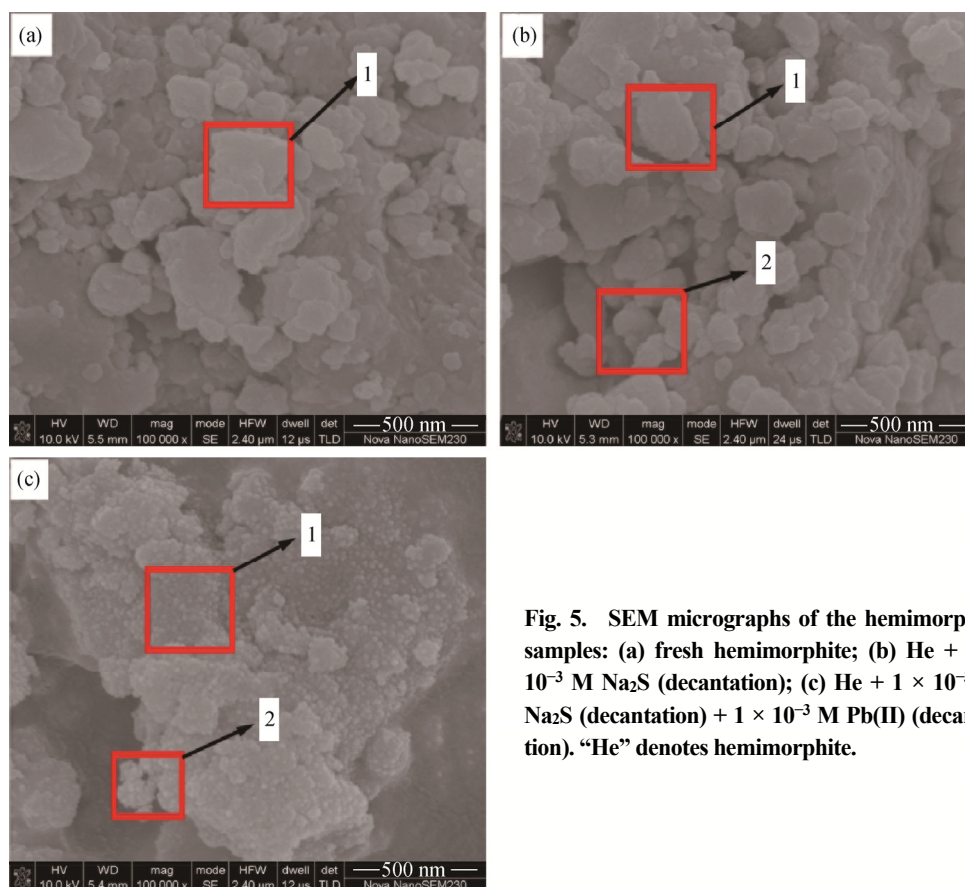 (a)
1
HV WD mag mode HFW dwell det 500 nm
10.0 kV 5.5 mm 100 000 x SE 2.40 µm 12 µs TLD Nova NanoSEM230
(b)
1
2
HV WD mag mode HFW dwell det 500 nm
10.0 kV 5.3 mm 100 000 x SE 2.40 µm 24 µs TLD Nova NanoSEM230
(c)
1
2
HV WD mag mode HFW dwell det 500 nm
10.0 kV 5.4 mm 100 000 x SE 2.40 µm 12 µs TLD Nova NanoSEM230
Fig. 5. SEM micrographs of the hemimorp
samples: (a) fresh hemimorphite; (b) He +
10⁻³ M Na₂S (decantation); (c) He + 1 × 10⁻
Na₂S (decantation) + 1 × 10⁻³ M Pb(II) (decan
tion). “He” denotes hemimorphite.